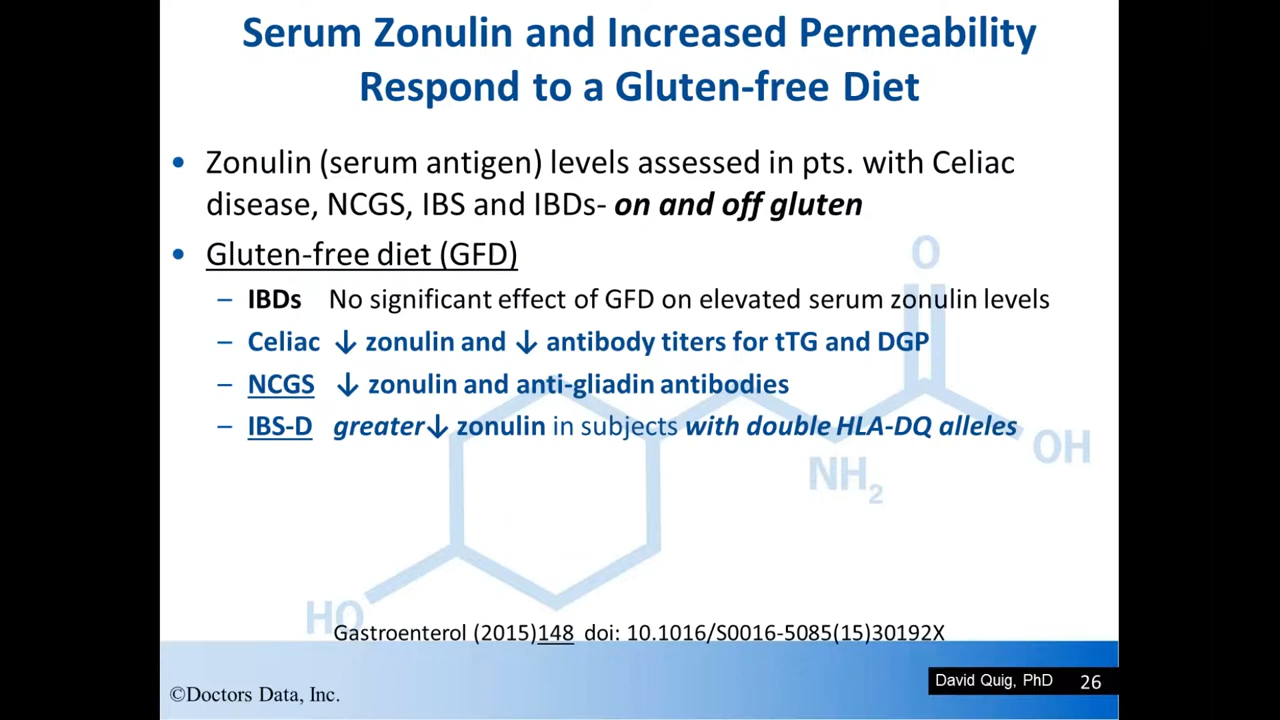 Serum Zonulin and Increased Permeability
Respond to a Gluten-free Diet
• Zonulin (serum antigen) levels assessed in pts. with Celiac
disease, NCGS, IBS and IBDs- on and off gluten
• Gluten-free diet (GFD)
– IBDs No significant effect of GFD on elevated serum zonulin levels
– Celiac ↓ zonulin and ↓ antibody titers for tTG and DGP
– NCGS ↓ zonulin and anti-gliadin antibodies
– IBS-D greater↓ zonulin in subjects with double HLA-DQ alleles
O
OH
NH₂
HO
Gastroenterol (2015)148 doi: 10.1016/S0016-5085(15)30192X
©Doctors Data, Inc.
David Quig, PhD 26